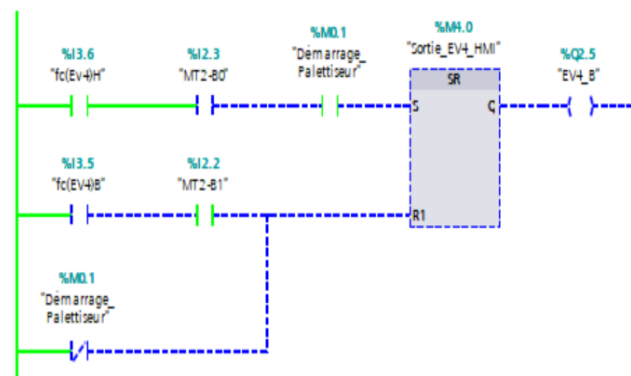 %M0.1
%M4.0
%I3.6
%I2.3
"Démarrage_
"Sortie_EV4_HMI"
%Q2.5
"fc(Ev4)H"
"MT2-B0"
Palettiseur"
SR
"EV4_B"
S
Q
%I3.5
%I2.2
"fc(EV4)B"
"MT2-B1"
R1
%M0.1
"Démarrage_
Palettiseur"